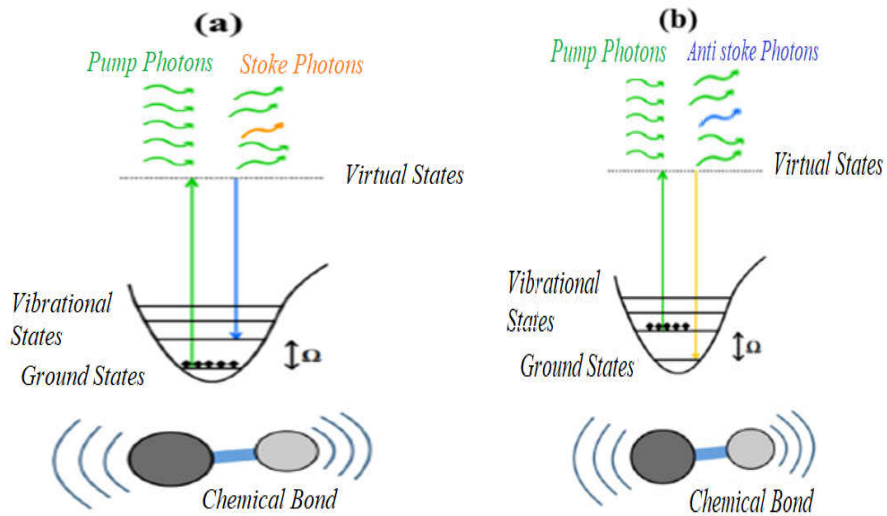 (a)
Pump Photons
Stoke Photons
Virtual States
Vibrational
States
Ω
Ground States
Chemical Bond
(b)
Pump Photons
Anti stoke Photons
Virtual States
Vibrational
States
Ω
Ground States
Chemical Bond